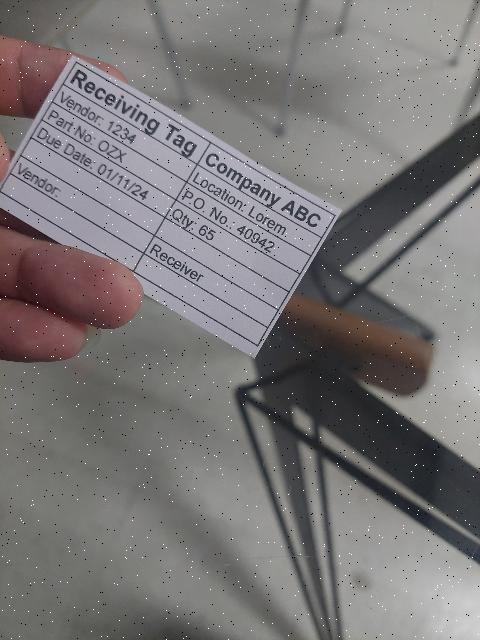 Receiving Tag
Vendor: 1234
Part No: OZX
Due Date: 01/11/24
Vendor:
Company ABC
Location: Lorem
P.O. No.: 40942
Qty: 65
Receiver